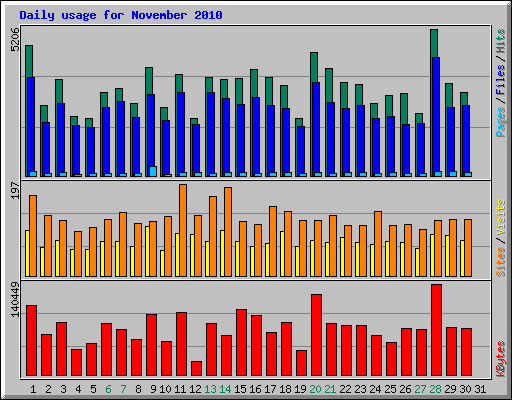 Daily usage for November 2010
5206
Pages / Files / Hits
197
Sites / Visits
140449
KBytes
1 2 3 4 5 6 7 8 9 10 11 12 13 14 15 16 17 18 19 20 21 22 23 24 25 26 27 28 29 30 31